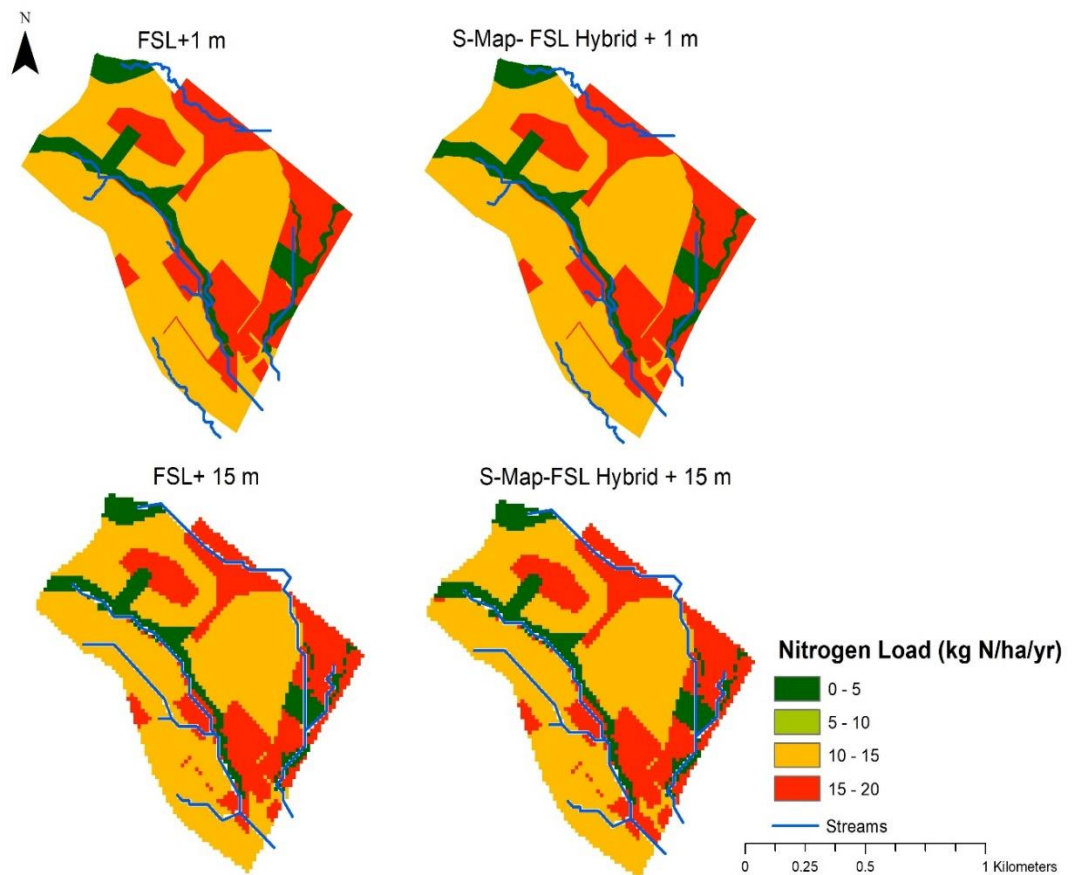 N
FSL+1 m
S-Map- FSL Hybrid + 1 m
FSL+ 15 m
S-Map-FSL Hybrid + 15 m
Nitrogen Load (kg N/ha/yr)
0 - 5
5 - 10
10 - 15
15 - 20
Streams
0 0.25 0.5 1 Kilometers